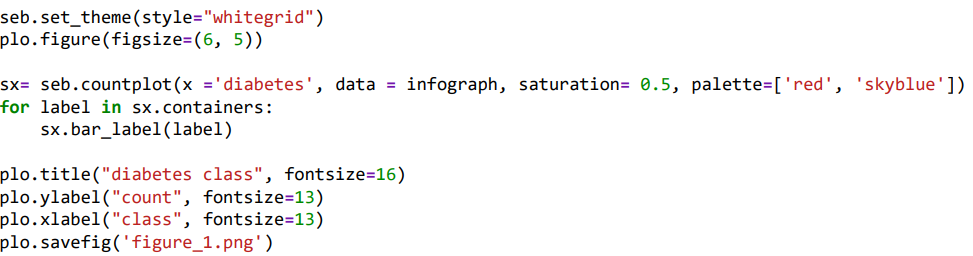 seb.set_theme(style="whitegrid")
plo.figure(figsize=(6, 5))
sx= seb.countplot(x ='diabetes', data = infograph, saturation= 0.5, palette=['red', 'skyblue'])
for label in sx.containers:
    sx.bar_label(label)
plo.title("diabetes class", fontsize=16)
plo.ylabel("count", fontsize=13)
plo.xlabel("class", fontsize=13)
plo.savefig('figure_1.png')